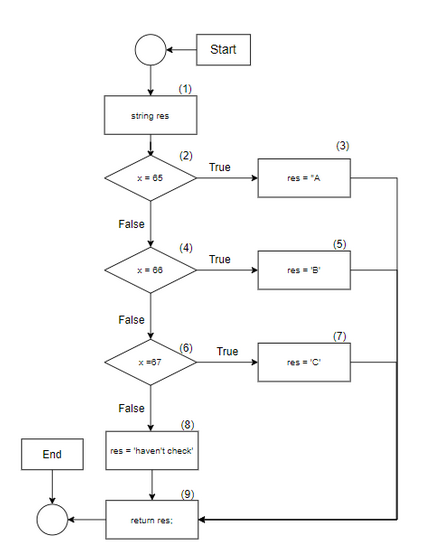 Start
(1)
string res
(2)
x = 65
True
(3)
res = "A
False
(4)
x = 66
True
(5)
res = 'B'
False
(6)
x =67
True
(7)
res = 'C'
False
(8)
res = 'haven't check'
End
(9)
return res;